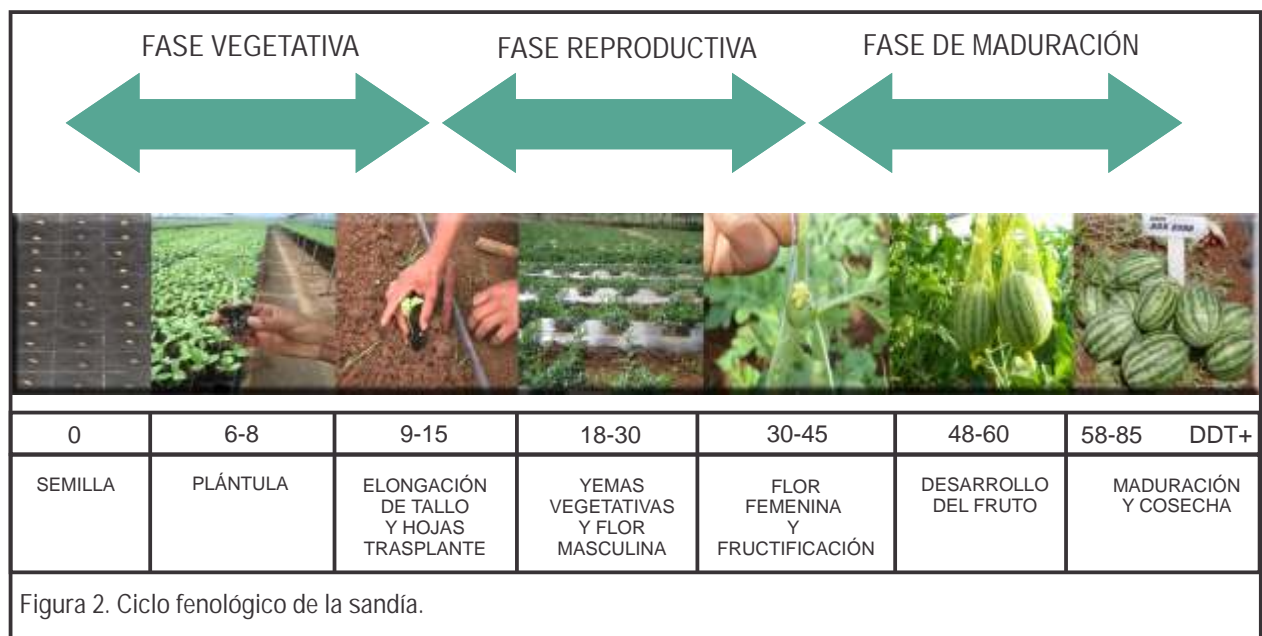 FASE VEGETATIVA
FASE REPRODUCTIVA
FASE DE MADURACIÓN
0
6-8
9-15
18-30
30-45
48-60
58-85 DDT+
SEMILLA
PLÁNTULA
ELONGACIÓN
DE TALLO
Y HOJAS
TRASPLANTE
YEMAS
VEGETATIVAS
Y FLOR
MASCULINA
FLOR
FEMENINA
Y
FRUCTIFICACIÓN
DESARROLLO
DEL FRUTO
MADURACIÓN
Y COSECHA
Figura 2. Ciclo fenológico de la sandía.